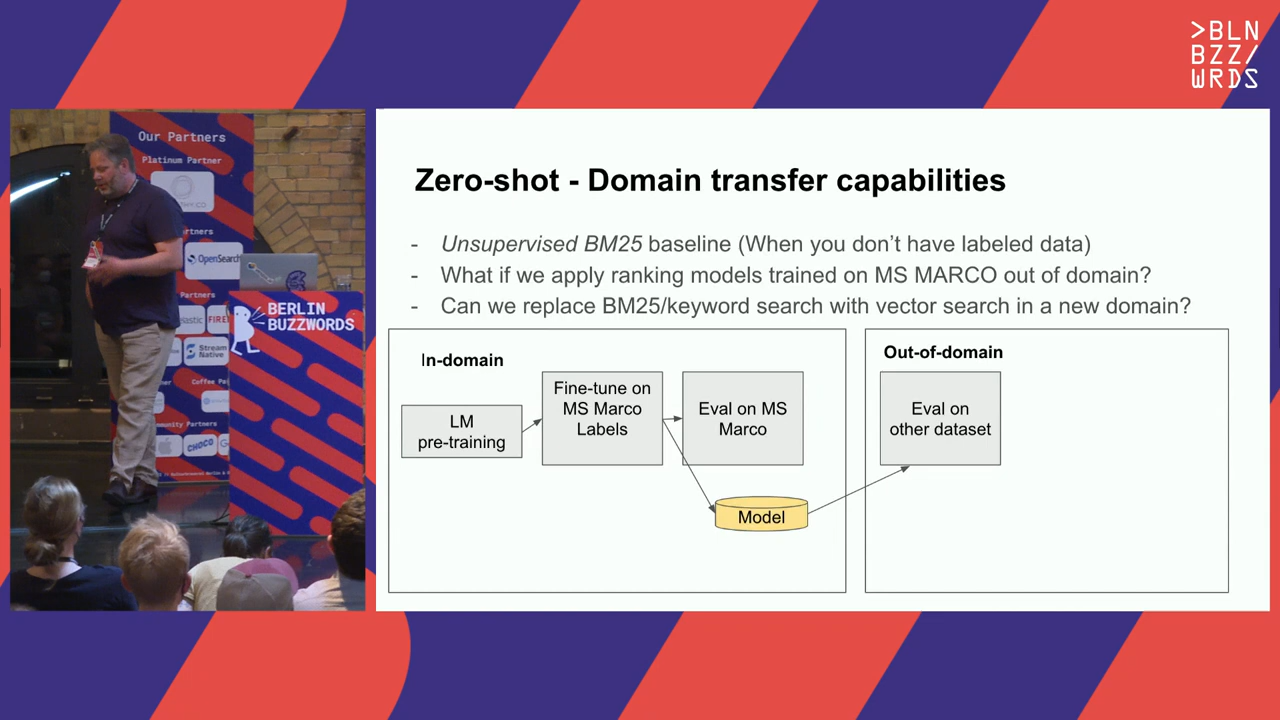 >BLN
BZZ/
WRDS
Our Partners
Platinum Partner
OpenSearch
Partners
Stream
Native
Community Partners
CHOCO
BERLIN
BUZZWORDS
Zero-shot - Domain transfer capabilities
- Unsupervised BM25 baseline (When you don't have labeled data)
- What if we apply ranking models trained on MS MARCO out of domain?
- Can we replace BM25/keyword search with vector search in a new domain?
In-domain
LM
pre-training
Fine-tune on
MS Marco
Labels
Eval on MS
Marco
Model
Out-of-domain
Eval on
other dataset